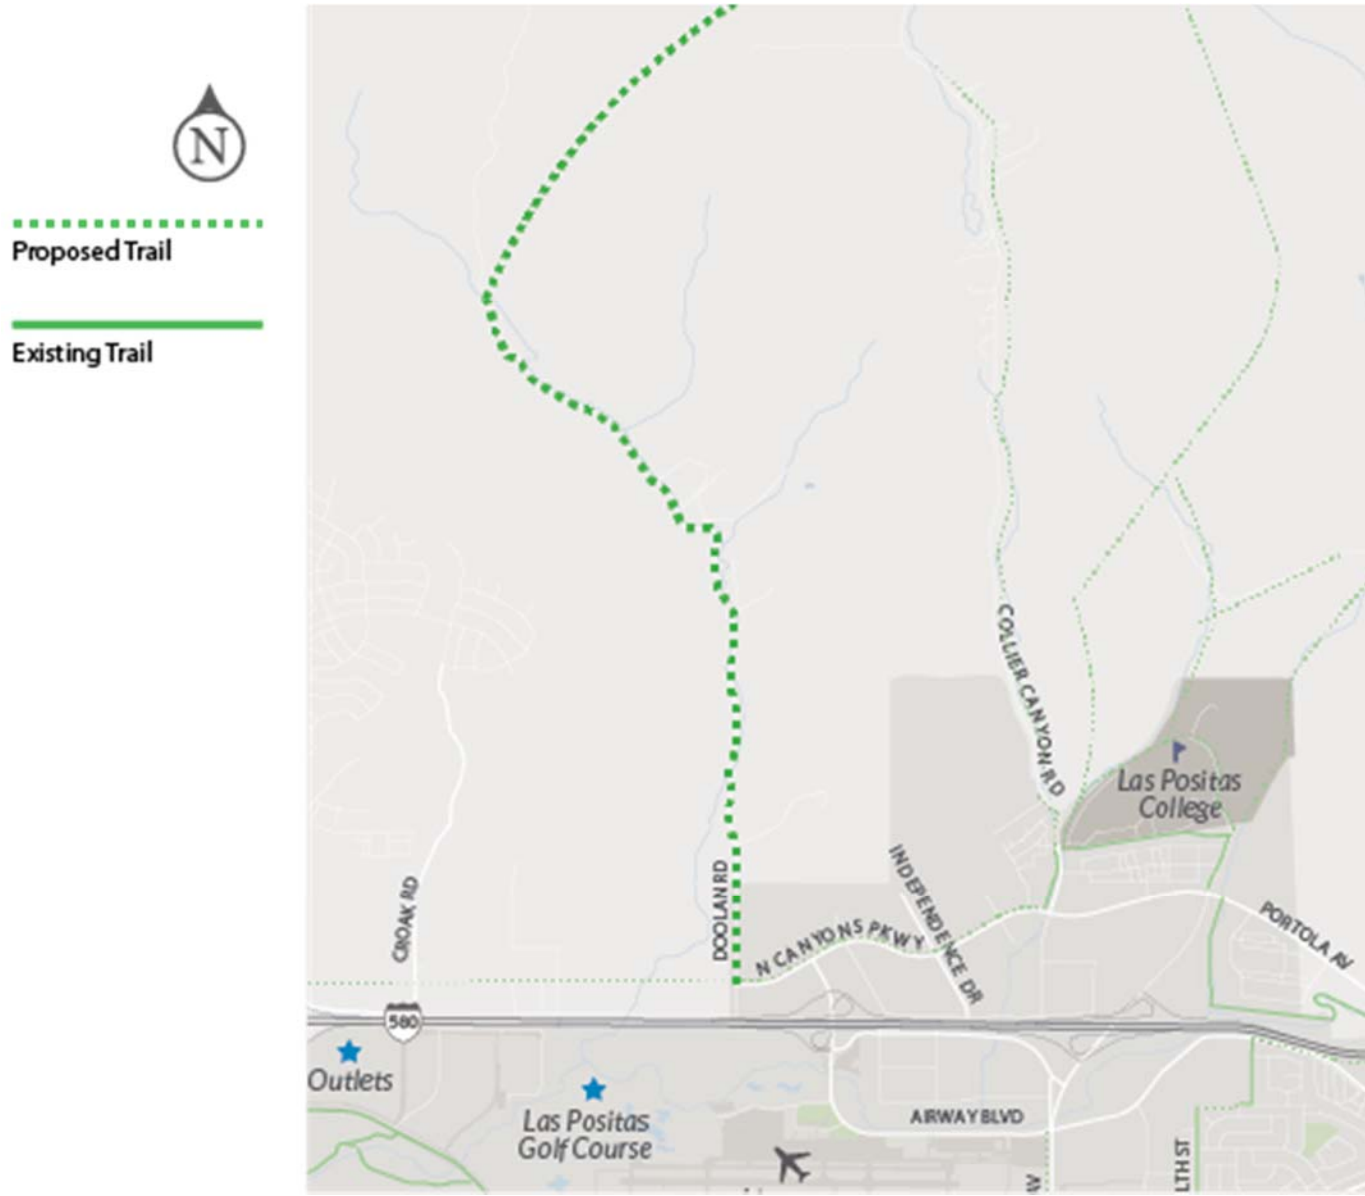 N
Proposed Trail
Existing Trail
COLLIER CANYON RD
Las Positas
College
INDEPENDENCE DR
CROAK RD
DOOLAN RD
N CANYONS PKWY
PORTOLA AV
580
Outlets
Las Positas
Golf Course
AIRWAY BLVD
LTH ST
AV